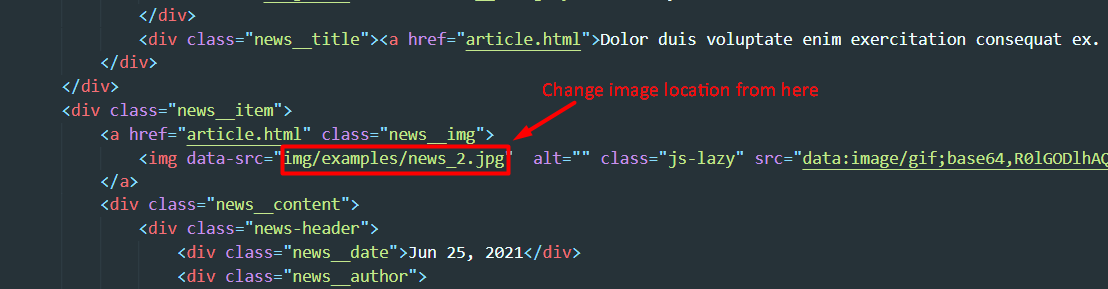 </div>
<div class="news__title"><a href="article.html">Dolor duis voluptate enim exercitation consequat ex.
</div>
</div>
Change image location from here
<div class="news__item">
<a href="article.html" class="news__img">
<img data-src="img/examples/news_2.jpg"  alt="" class="js-lazy" src="data:image/gif;base64,R0lGODlhAQ
</a>
<div class="news__content">
<div class="news-header">
<div class="news__date">Jun 25, 2021</div>
<div class="news__author">